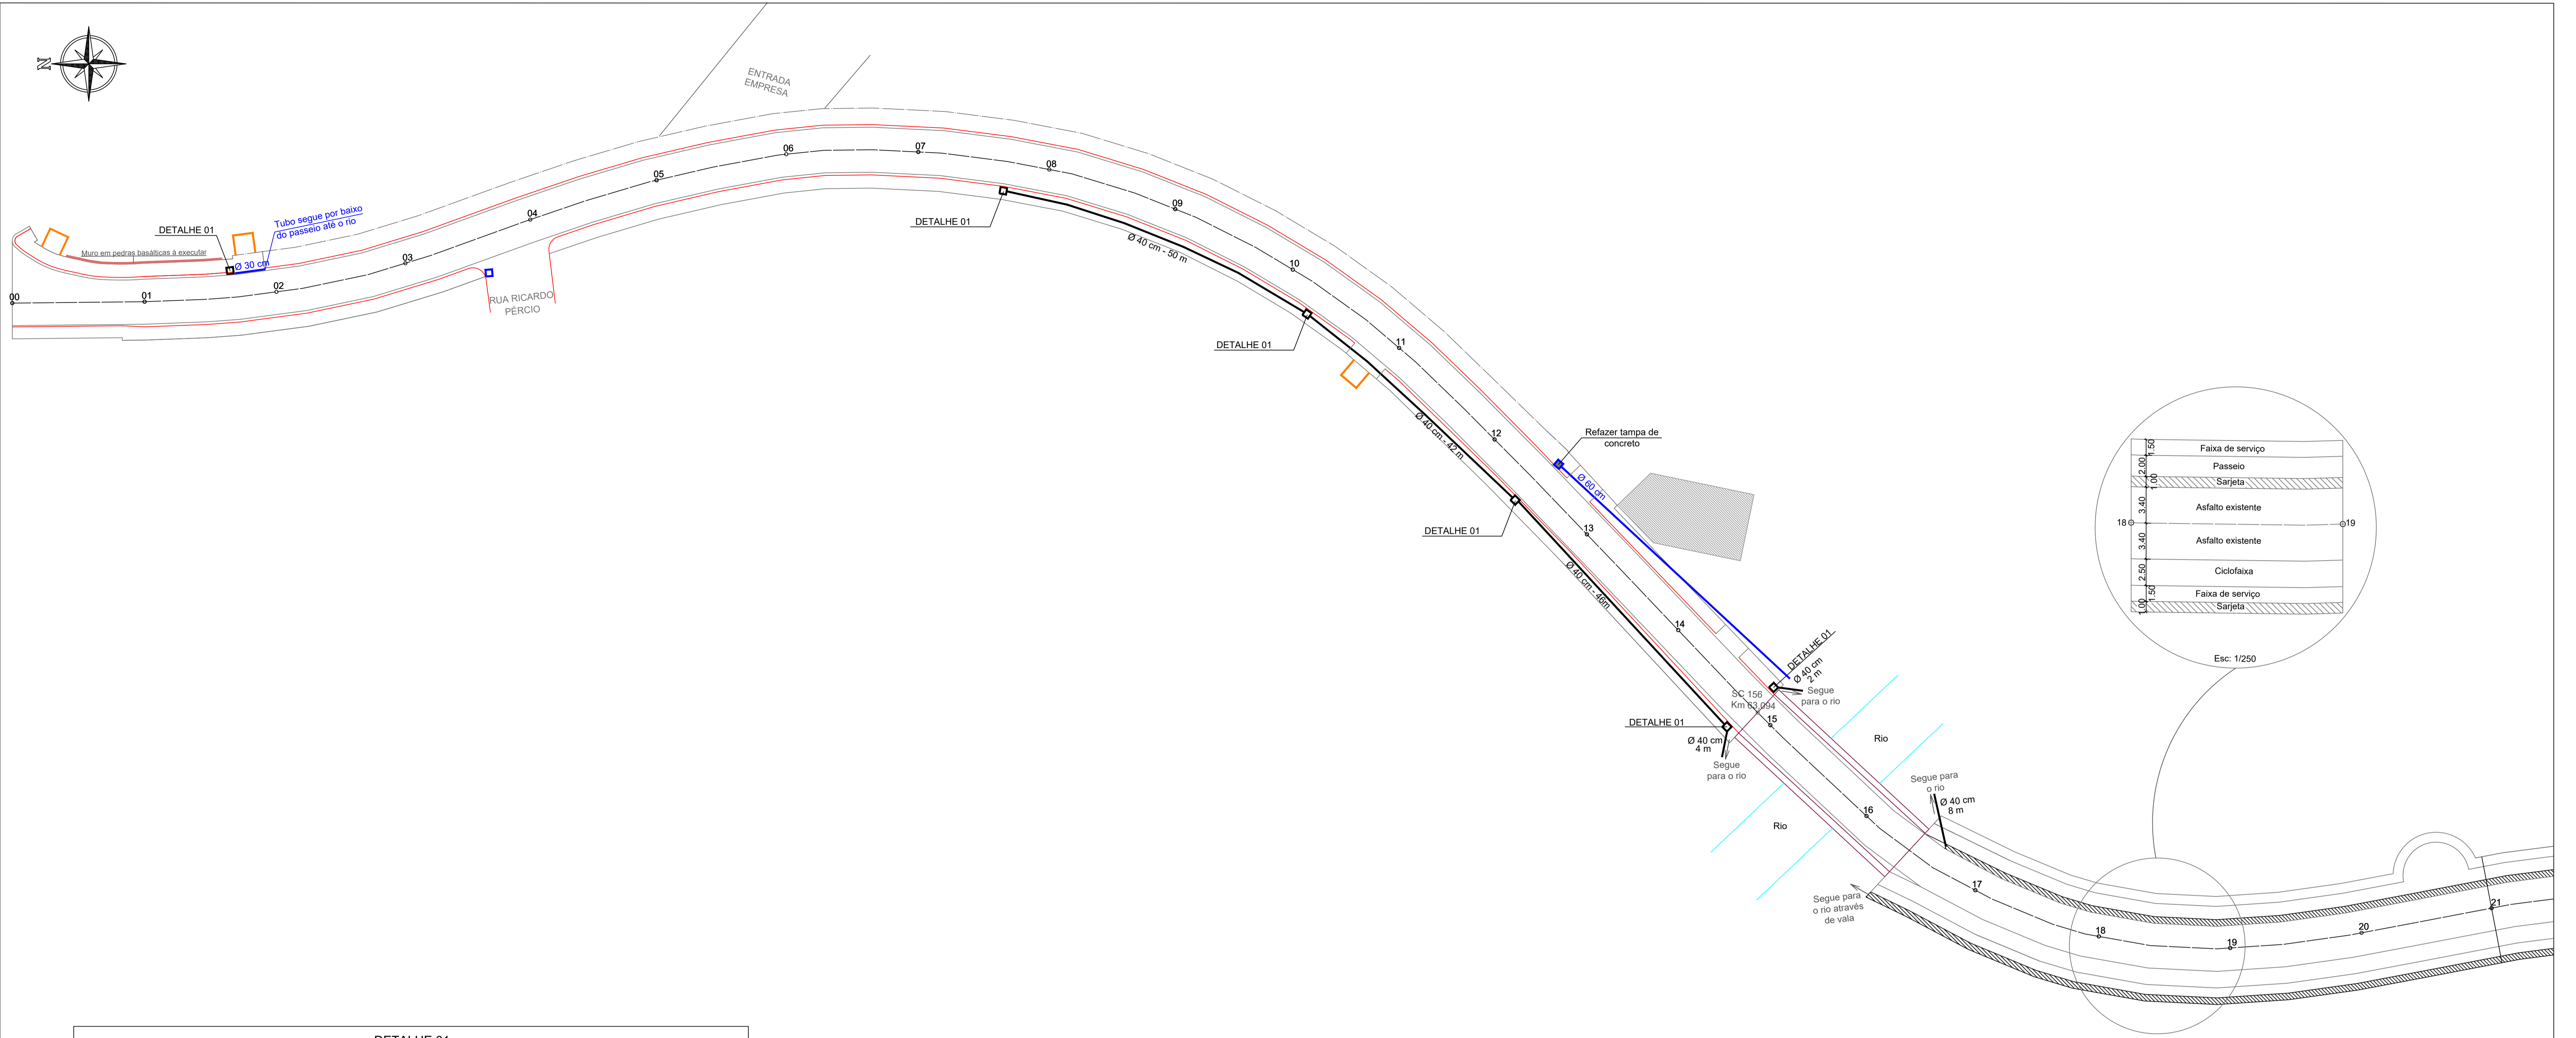 N
ENTRADA
EMPRESA
00
01
02
03
04
05
06
07
08
09
10
11
12
13
14
15
16
17
18
19
20
21
DETALHE 01
Tubo segue por baixo
do passeio até o rio
Muro em pedras basálticas à executar
Ø 30 cm
RUA RICARDO
PÉRCIO
DETALHE 01
Ø 40 cm - 50 m
DETALHE 01
Ø 40 cm - 42 m
DETALHE 01
Ø 40 cm - 46m
Refazer tampa de
concreto
Ø 60 cm
DETALHE 01
Ø 40 cm
2 m
Segue
para o rio
SC 156
Km 63,094
DETALHE 01
Ø 40 cm
4 m
Segue
para o rio
Rio
Rio
Segue para
o rio
Ø 40 cm
8 m
Segue para
o rio através
de vala
1.50
Faixa de serviço
2.00
Passeio
1.00
Sarjeta
3.40
Asfalto existente
18
19
3.40
Asfalto existente
2.50
Ciclofaixa
1.50
Faixa de serviço
1.00
Sarjeta
Esc: 1/250
DETALHE 01